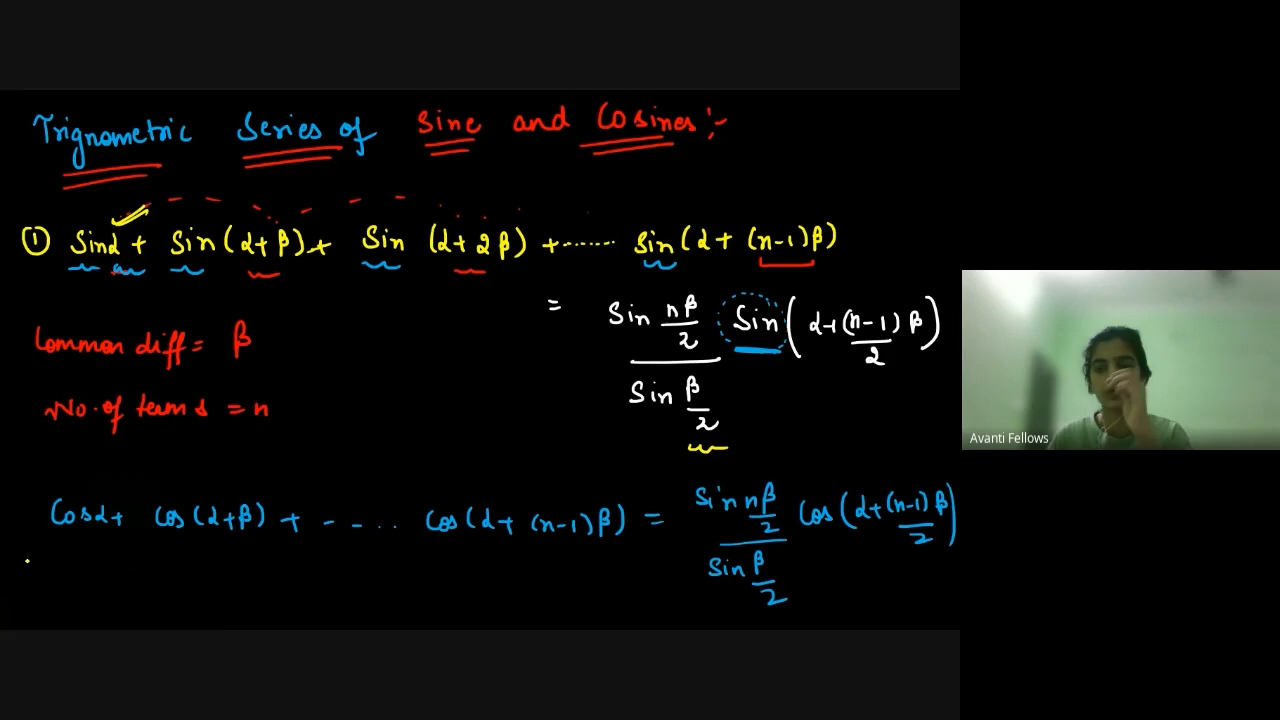 Trignometric Series of Sine and Cosines :-
① Sinα + Sin(α+β) + Sin (α+2β) +....... Sin(α+ (n-1)β)
= Sin nβ/2 / Sin β/2 Sin(α+(n-1)β/2)
Common diff = β
No. of terms = n
Cosα+ Cos(α+β) + - - ... Cos(α+ (n-1)β) = Sin nβ/2 / Sin β/2 Cos(α+(n-1)β/2)
Avanti Fellows